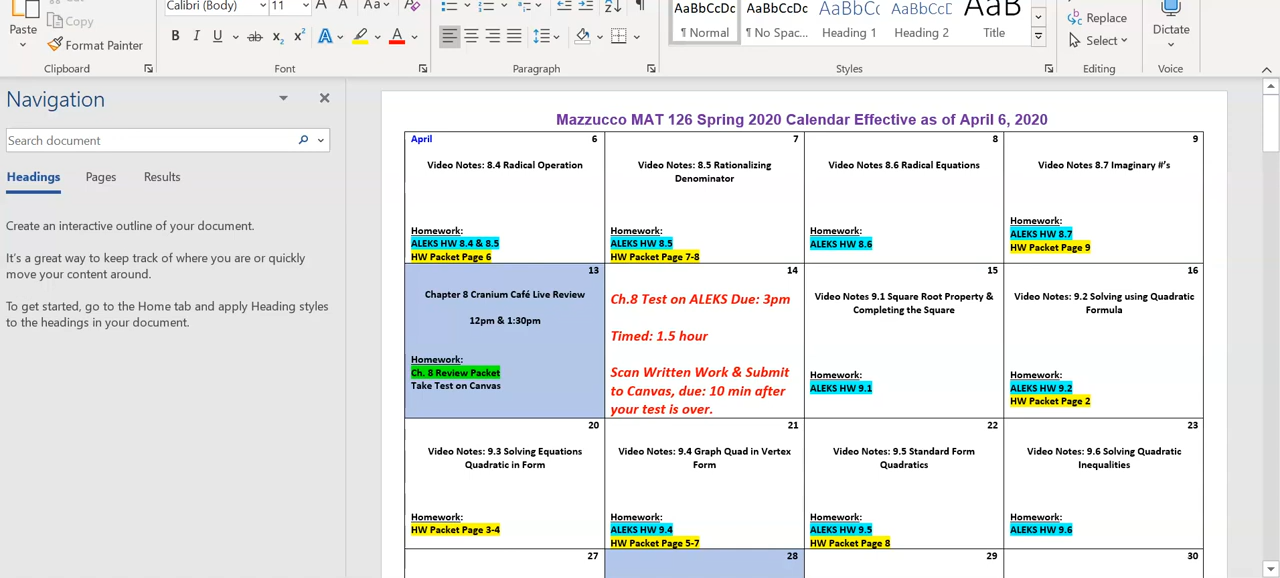 Calibri (Body) 11 A A Aa A
AaBbCcDc AaBbCcDc AaBbCc AaBbCcD AaB
Paste
Copy
Format Painter
B I U ab x₂ x² A A
¶ Normal ¶ No Spac... Heading 1 Heading 2 Title
Replace
Select
Dictate
Clipboard Font Paragraph Styles Editing Voice
Navigation
Search document
Headings Pages Results
Create an interactive outline of your document.
It's a great way to keep track of where you are or quickly
move your content around.
To get started, go to the Home tab and apply Heading styles
to the headings in your document.
Mazzucco MAT 126 Spring 2020 Calendar Effective as of April 6, 2020
April 6
Video Notes: 8.4 Radical Operation
Homework:
ALEKS HW 8.4 & 8.5
HW Packet Page 6
7
Video Notes: 8.5 Rationalizing
Denominator
Homework:
ALEKS HW 8.5
HW Packet Page 7-8
8
Video Notes 8.6 Radical Equations
Homework:
ALEKS HW 8.6
9
Video Notes 8.7 Imaginary #'s
Homework:
ALEKS HW 8.7
HW Packet Page 9
13
Chapter 8 Cranium Café Live Review
12pm & 1:30pm
Homework:
Ch. 8 Review Packet
Take Test on Canvas
14
Ch.8 Test on ALEKS Due: 3pm
Timed: 1.5 hour
Scan Written Work & Submit
to Canvas, due: 10 min after
your test is over.
15
Video Notes 9.1 Square Root Property &
Completing the Square
Homework:
ALEKS HW 9.1
16
Video Notes: 9.2 Solving using Quadratic
Formula
Homework:
ALEKS HW 9.2
HW Packet Page 2
20
Video Notes: 9.3 Solving Equations
Quadratic in Form
Homework:
HW Packet Page 3-4
21
Video Notes: 9.4 Graph Quad in Vertex
Form
Homework:
ALEKS HW 9.4
HW Packet Page 5-7
22
Video Notes: 9.5 Standard Form
Quadratics
Homework:
ALEKS HW 9.5
HW Packet Page 8
23
Video Notes: 9.6 Solving Quadratic
Inequalities
Homework:
ALEKS HW 9.6
27 28 29 30